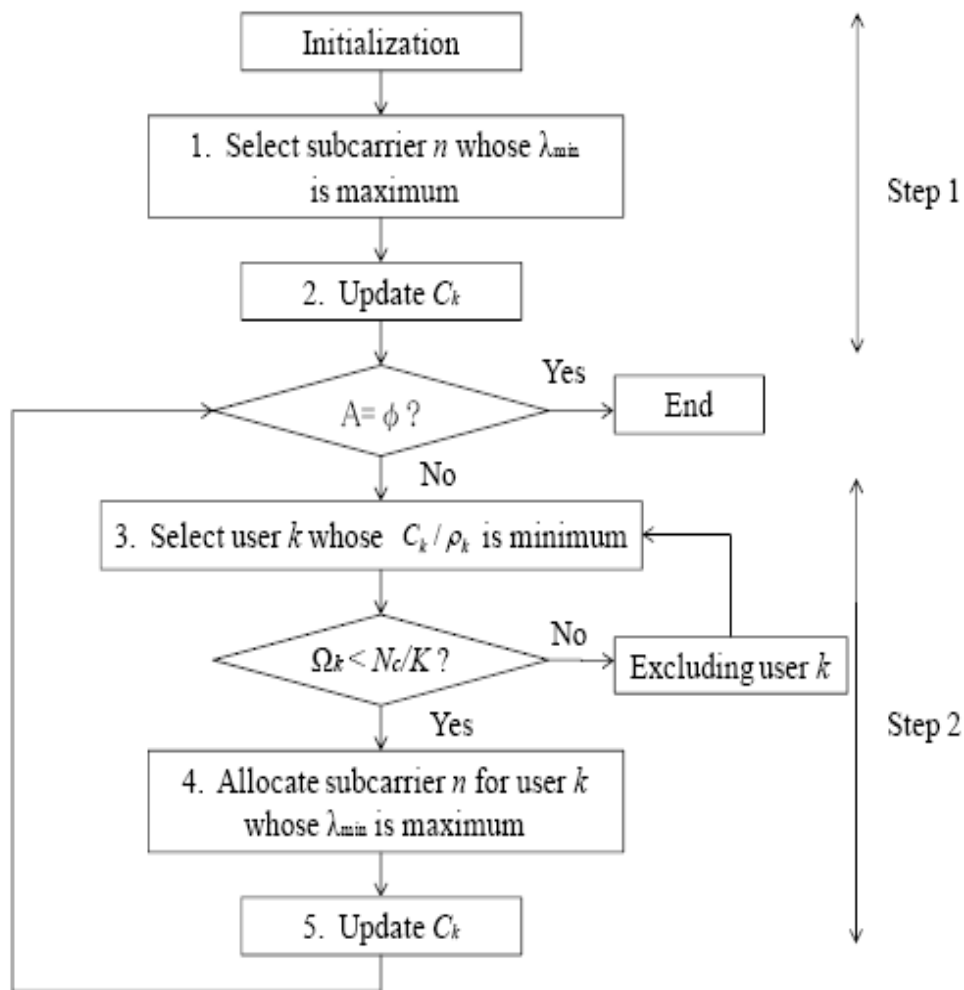 Initialization
1. Select subcarrier n whose λmin
is maximum
Step 1
2. Update Ck
Yes
A= ϕ ?
End
No
3. Select user k whose Ck / ρk is minimum
No
Ωk < Nc/K ?
Excluding user k
Yes
Step 2
4. Allocate subcarrier n for user k
whose λmin is maximum
5. Update Ck